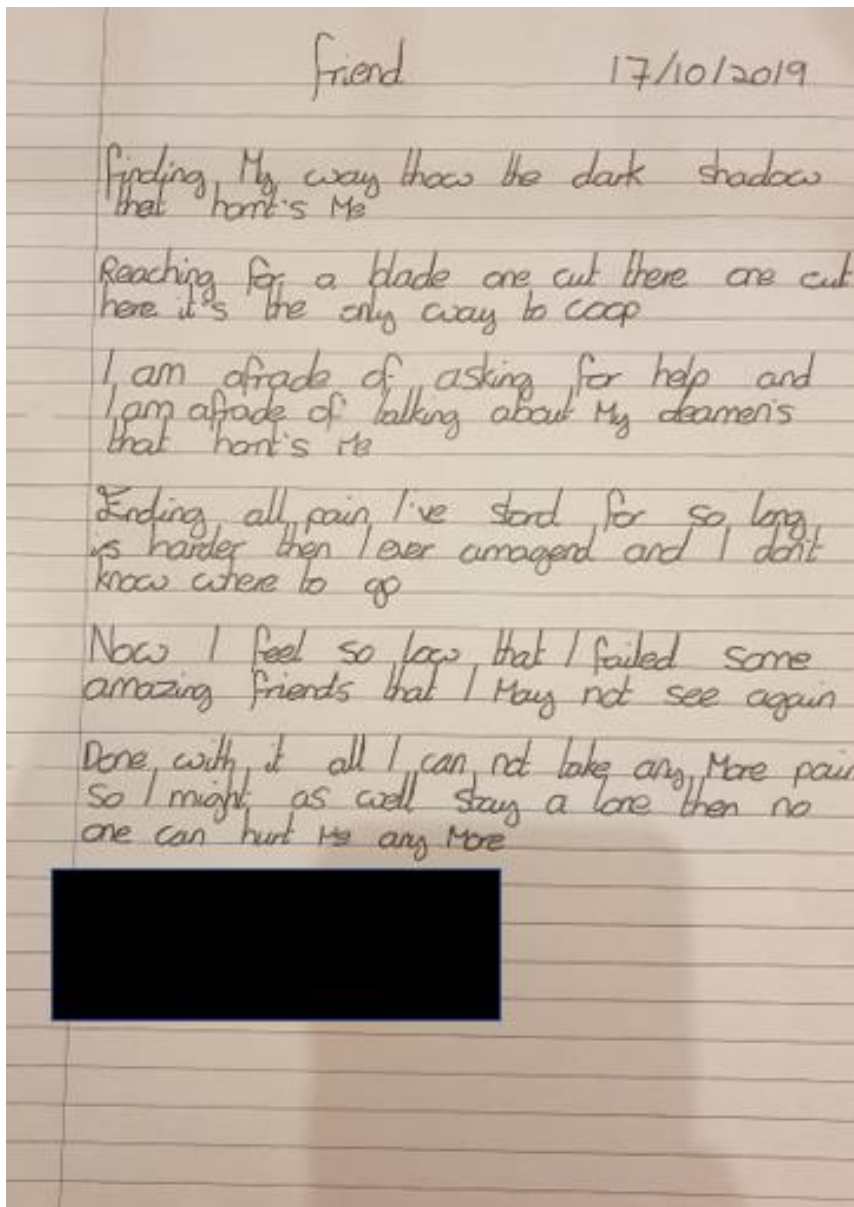 friend 17/10/2019
finding My way thow the dark shadow
that hornt's Me
Reaching for a blade one cut there one cut
here it's the only way to coop
I am afrade of asking for help and
I am afrade of talking about My deamen's
that hornt's Me
Ending all pain I've stord for so long
is harder then I ever amagend and I don't
know where to go
Now I feel so low that I failed some
amazing friends that I May not see again
Done with it all I can not take any More pain
so I might as well stay a lone then no
one can hurt Me any More